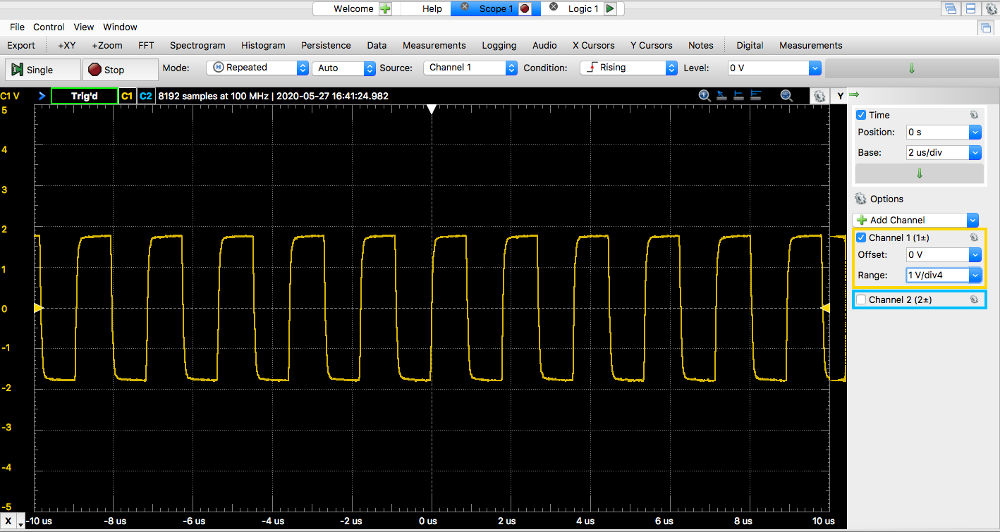 Welcome Help Scope 1 Logic 1
File Control View Window
Export +XY +Zoom FFT Spectrogram Histogram Persistence Data Measurements Logging Audio X Cursors Y Cursors Notes Digital Measurements
Single Stop Mode: Repeated Auto Source: Channel 1 Condition: Rising Level: 0 V
C1 V Trig'd C1 C2 8192 samples at 100 MHz | 2020-05-27 16:41:24.982 Y
5
4
3
2
1
0
-1
-2
-3
-4
-5
X -10 us -8 us -6 us -4 us -2 us 0 us 2 us 4 us 6 us 8 us 10 us
Time
Position: 0 s
Base: 2 us/div
Options
Add Channel
Channel 1 (1±)
Offset: 0 V
Range: 1 V/div4
Channel 2 (2±)